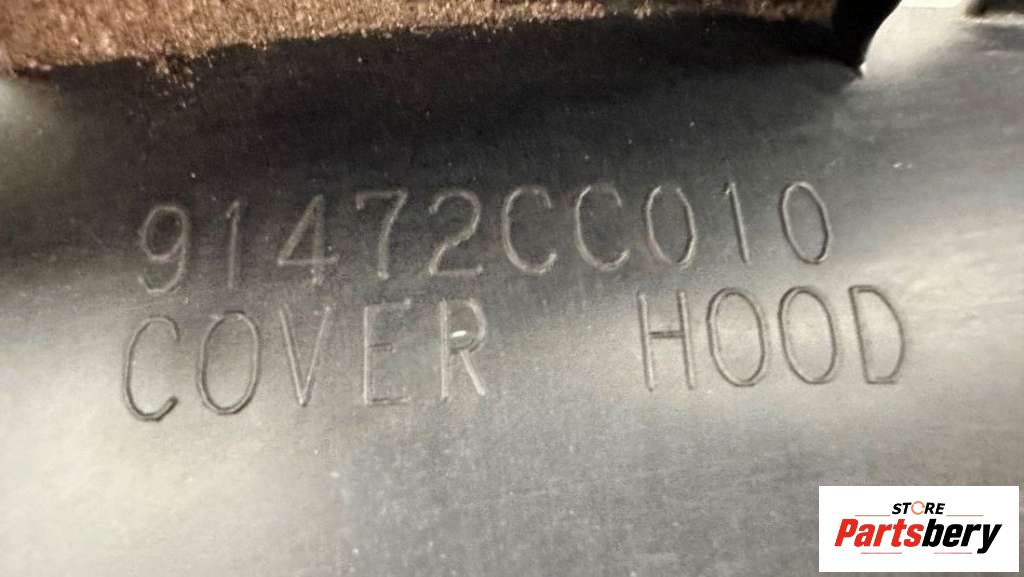 91472CC010
COVER HOOD
STORE
Partsbery